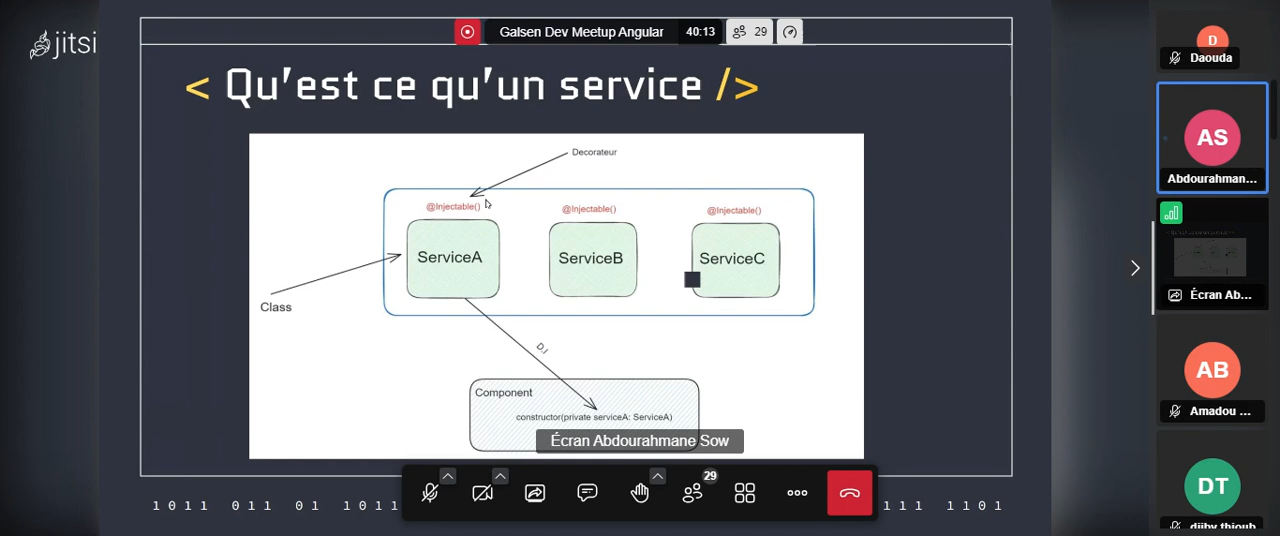 jitsi
Galsen Dev Meetup Angular
40:13
29
< Qu'est ce qu'un service />
Decorateur
@Injectable()
@Injectable()
@Injectable()
ServiceA
ServiceB
ServiceC
Class
D.I
Component
constructor(private serviceA: ServiceA)
Écran Abdourahmane Sow
29
1011 011 01 1011
111 1101
D
Daouda
AS
Abdourahman...
Écran Ab...
AB
Amadou ...
DT
djiby thioub